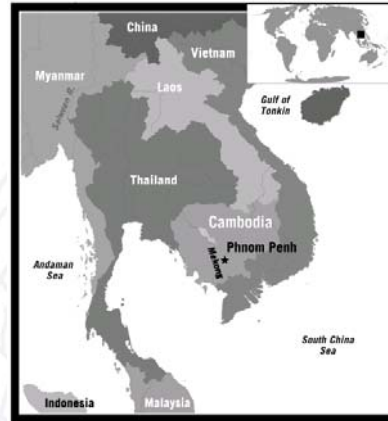 China
Vietnam
Myanmar
Laos
Salween R.
Gulf of
Tonkin
Thailand
Cambodia
Phnom Penh
Mekong
Andaman
Sea
South China
Sea
Indonesia
Malaysia